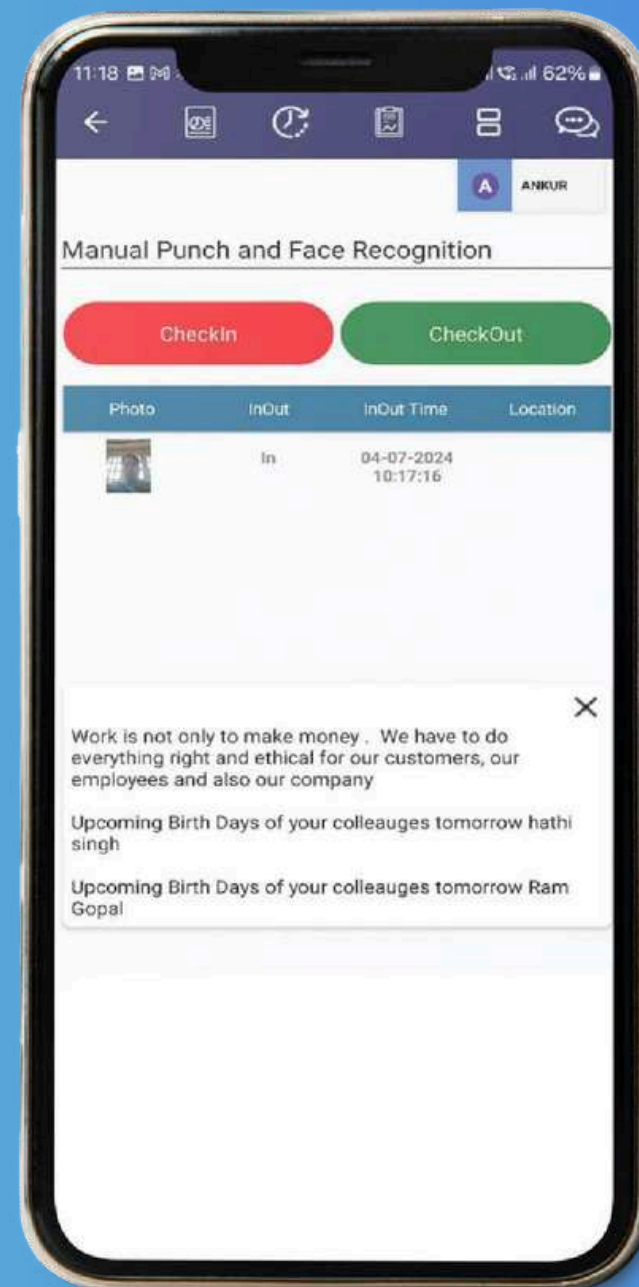 11:18 62%
A ANKUR
Manual Punch and Face Recognition
CheckIn CheckOut
Photo InOut InOut Time Location
In 04-07-2024
10:17:16
Work is not only to make money . We have to do
everything right and ethical for our customers, our
employees and also our company
Upcoming Birth Days of your colleauges tomorrow hathi
singh
Upcoming Birth Days of your colleauges tomorrow Ram
Gopal